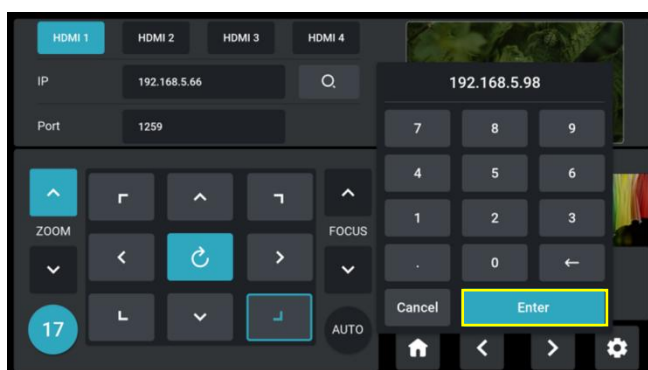 HDMI 1 HDMI 2 HDMI 3 HDMI 4
IP 192.168.5.66
192.168.5.98
Port 1259
7 8 9
4 5 6
1 2 3
. 0 ←
ZOOM
FOCUS
17
AUTO
Cancel Enter